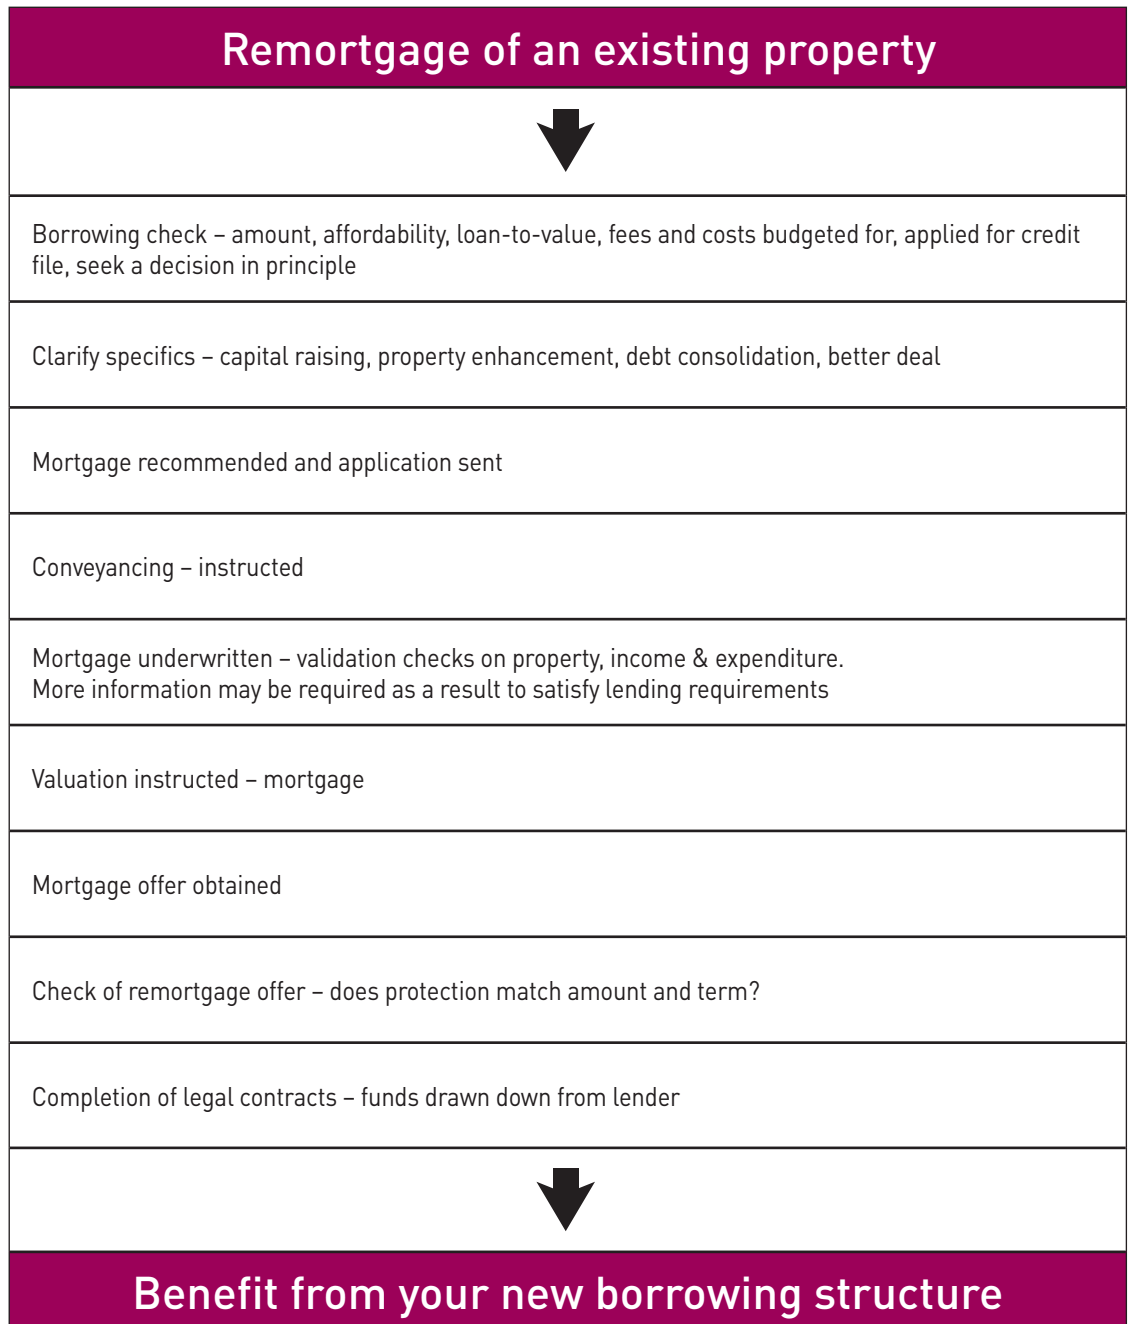 Remortgage of an existing property
Borrowing check – amount, affordability, loan-to-value, fees and costs budgeted for, applied for credit
file, seek a decision in principle
Clarify specifics – capital raising, property enhancement, debt consolidation, better deal
Mortgage recommended and application sent
Conveyancing – instructed
Mortgage underwritten – validation checks on property, income & expenditure.
More information may be required as a result to satisfy lending requirements
Valuation instructed – mortgage
Mortgage offer obtained
Check of remortgage offer – does protection match amount and term?
Completion of legal contracts – funds drawn down from lender
Benefit from your new borrowing structure